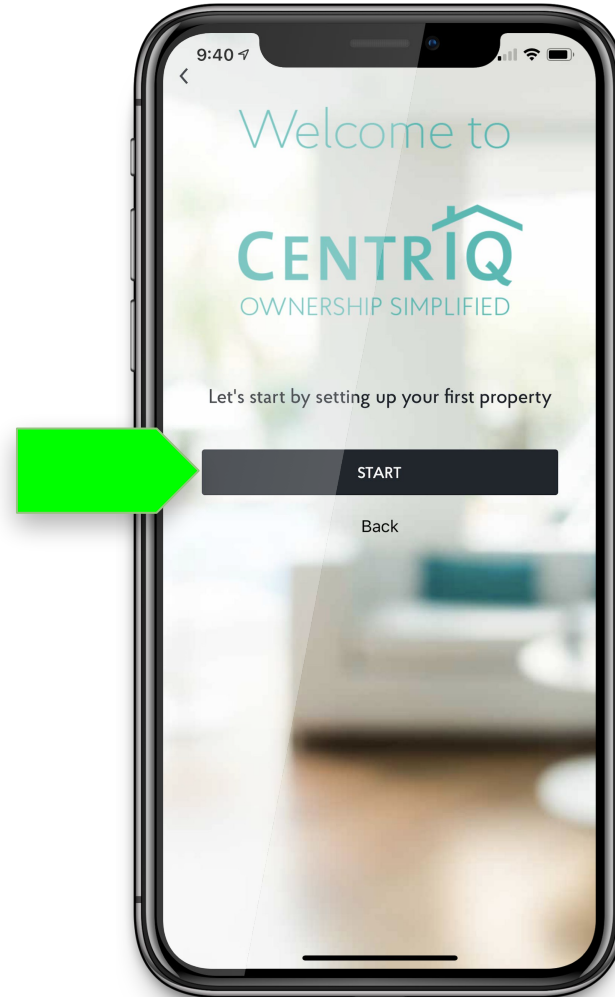 9:40
Welcome to
CENTRIQ
OWNERSHIP SIMPLIFIED
Let's start by setting up your first property
START
Back